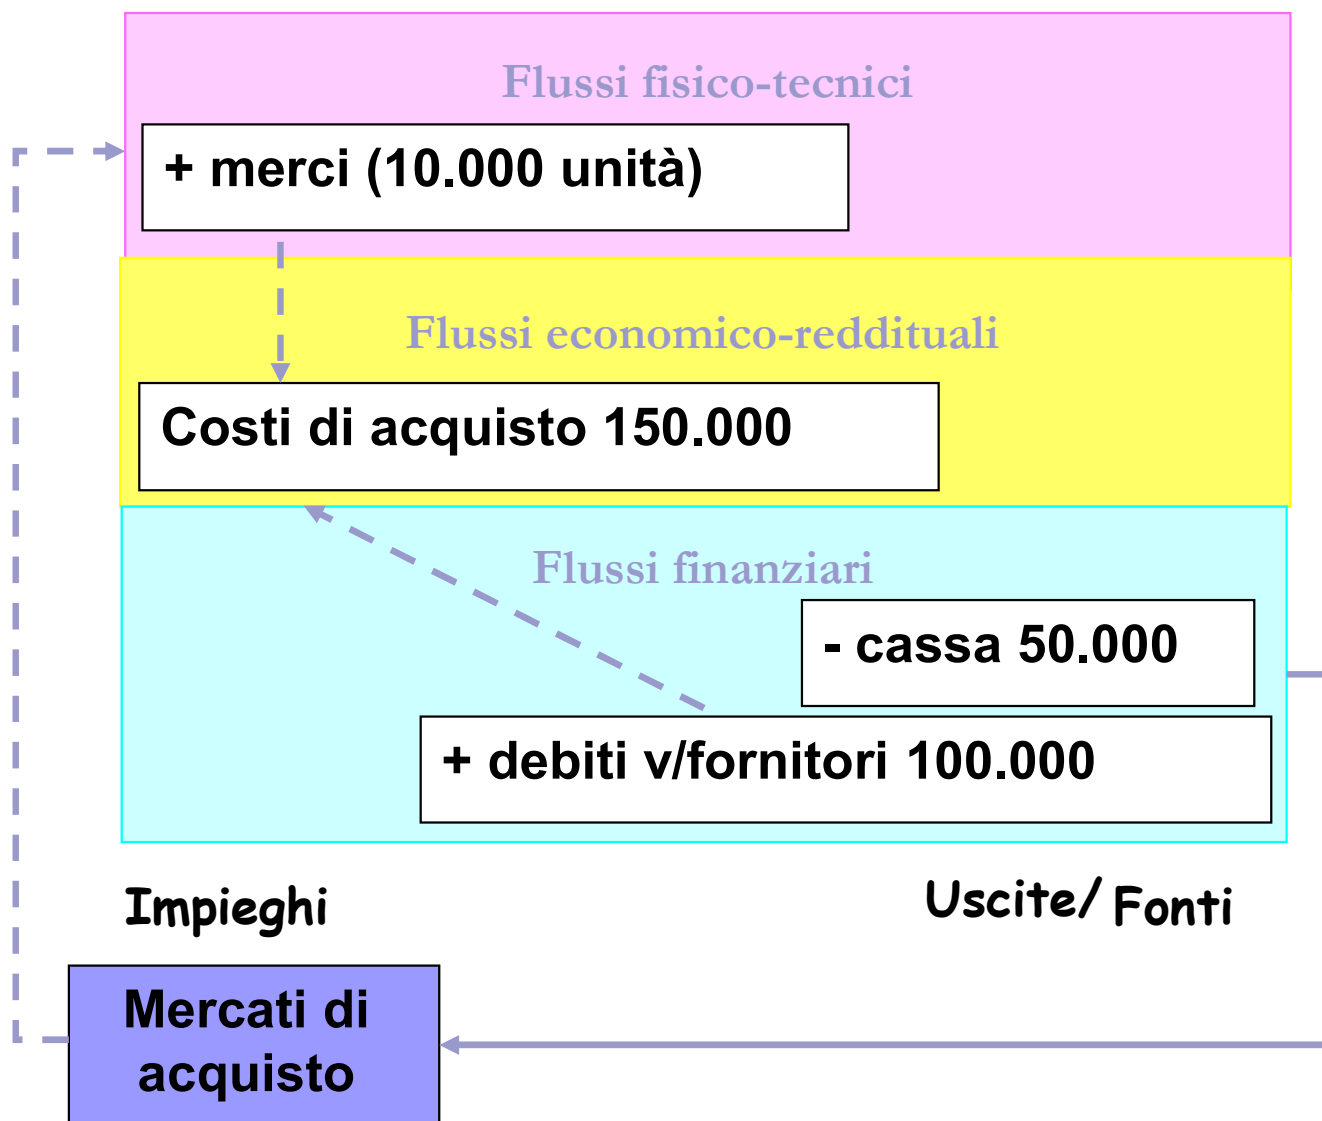 Flussi fisico-tecnici
+ merci (10.000 unità)
Flussi economico-reddituali
Costi di acquisto 150.000
Flussi finanziari
- cassa 50.000
+ debiti v/fornitori 100.000
Impieghi
Uscite/ Fonti
Mercati di
acquisto